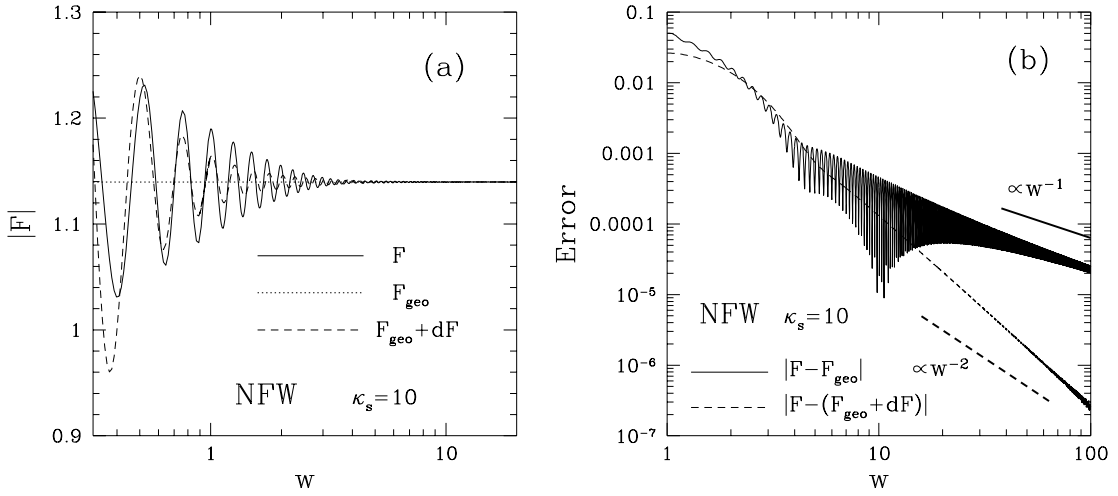 1.3
1.2
1.1
1
0.9
|F|
(a)
F
F_geo
F_geo+dF
NFW κ_s=10
1 10
w
0.1
0.01
0.001
0.0001
10^-5
10^-6
10^-7
Error
(b)
∝w^-1
NFW κ_s=10
∝w^-2
|F−F_geo|
|F−(F_geo+dF)|
1 10 100
w